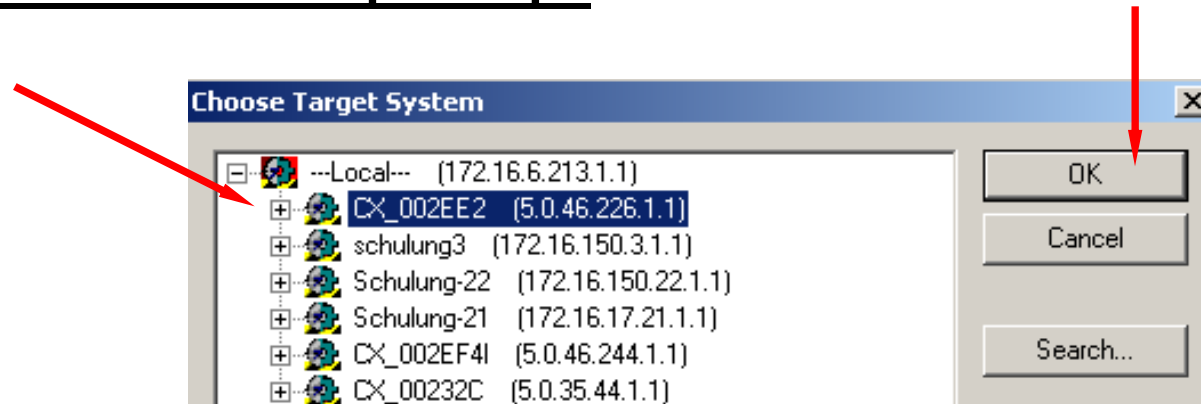 Choose Target System
---Local--- (172.16.6.213.1.1)
CX_002EE2 (5.0.46.226.1.1)
schulung3 (172.16.150.3.1.1)
Schulung-22 (172.16.150.22.1.1)
Schulung-21 (172.16.17.21.1.1)
CX_002EF4I (5.0.46.244.1.1)
CX_00232C (5.0.35.44.1.1)
OK
Cancel
Search...